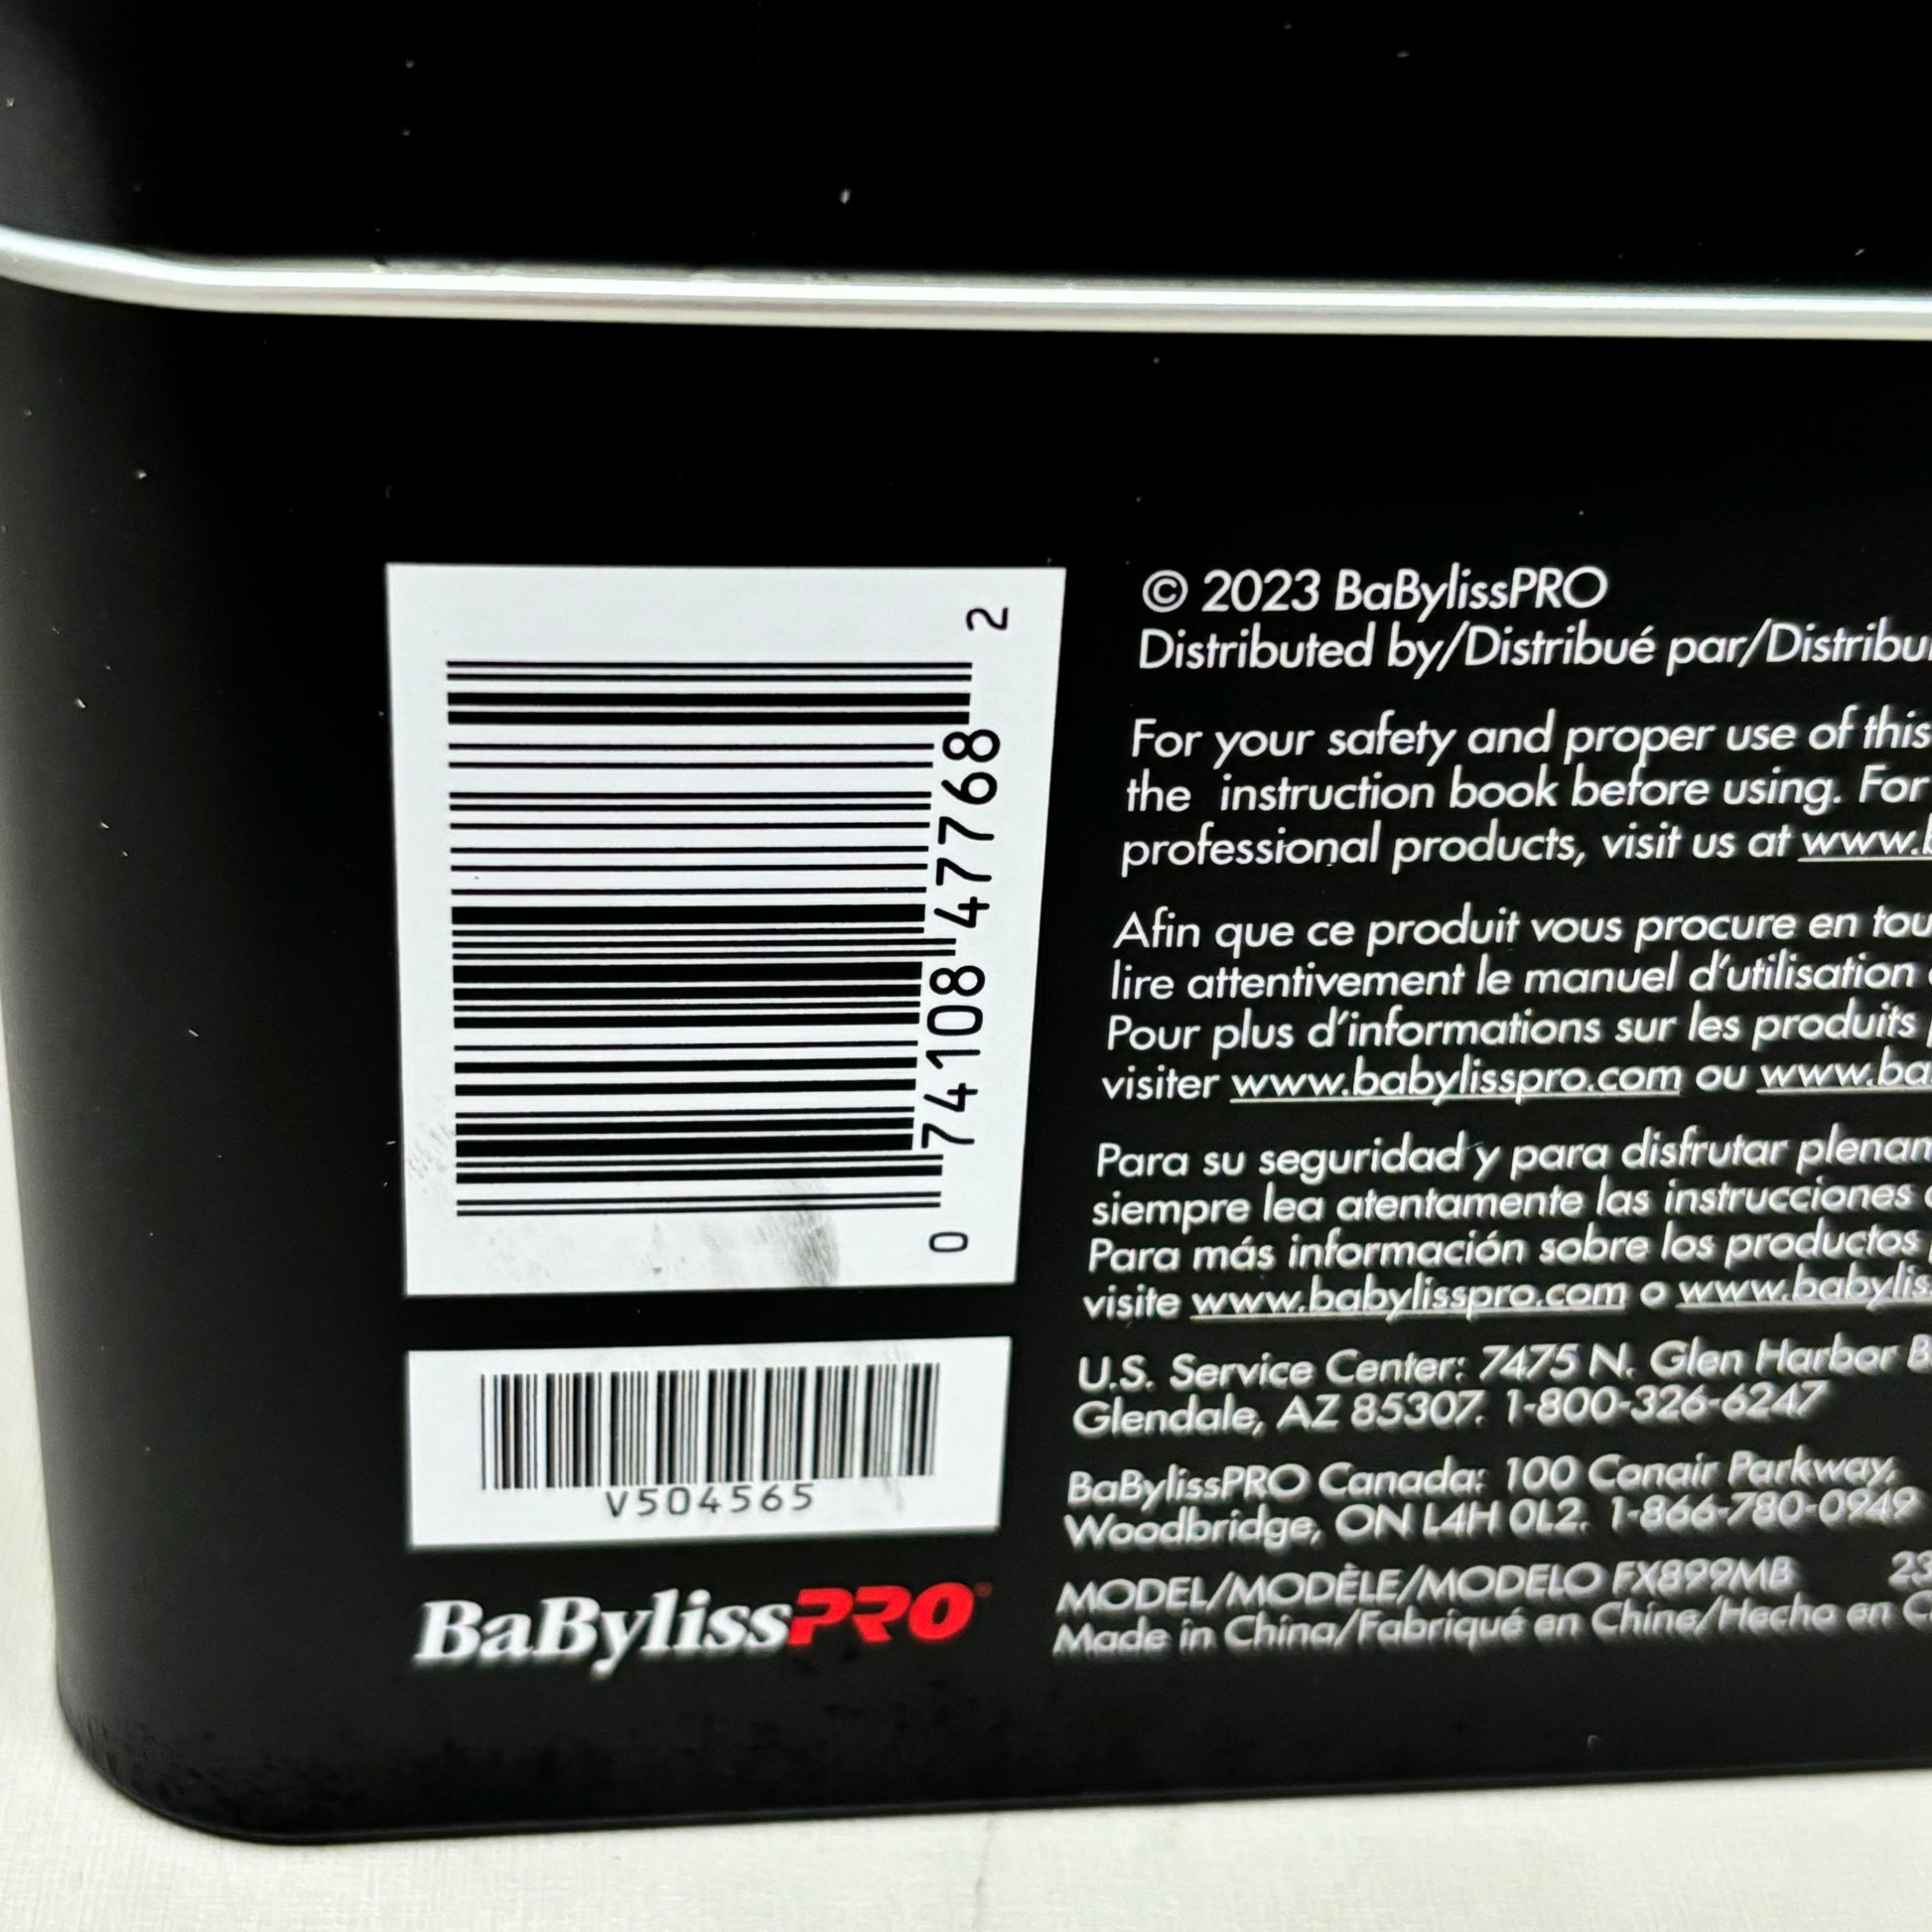 0 74108 47768 2
V504565
BaBylissPRO®
© 2023 BaBylissPRO
Distributed by/Distribué par/Distribu
For your safety and proper use of this
the instruction book before using. For
professional products, visit us at www.b
Afin que ce produit vous procure en tou
lire attentivement le manuel d'utilisation
Pour plus d'informations sur les produits
visiter www.babylisspro.com ou www.ba
Para su seguridad y para disfrutar plenam
siempre lea atentamente las instrucciones
Para más información sobre los productos
visite www.babylisspro.com o www.babylis
U.S. Service Center: 7475 N. Glen Harbor B
Glendale, AZ 85307. 1-800-326-6247
BaBylissPRO Canada: 100 Conair Parkway,
Woodbridge, ON L4H 0L2. 1-866-780-0949
MODEL/MODÈLE/MODELO FX899MB 23
Made in China/Fabriqué en Chine/Hecho en C